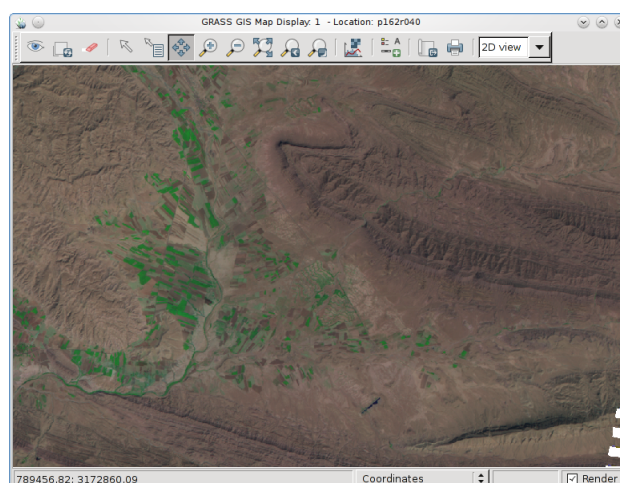 GRASS GIS Map Display: 1 - Location: p162r040
2D view
789456.82; 3172860.09
Coordinates
Render